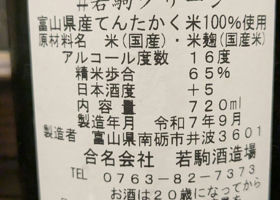 #若駒グリーン
富山県産てんたかく米100%使用
原材料名 米(国産)・米麹(国産米)
アルコール度数 16度
精米歩合 65%
日本酒度 +5
内容量 720ml
製造年月 令和7年9月
製造者 富山県南砺市井波3601
合名会社 若駒酒造場
TEL 0763-82-7373
お酒は20歳になってから